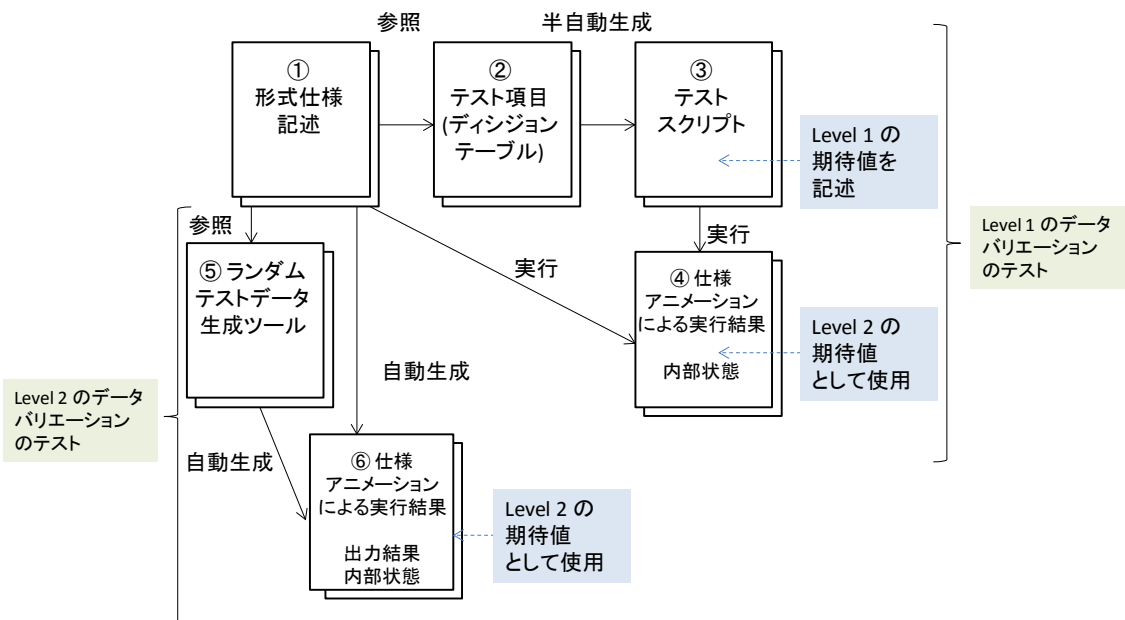 参照
半自動生成
①
形式仕様
記述
②
テスト項目
(ディシジョン
テーブル)
③
テスト
スクリプト
Level 1 の
期待値を
記述
Level 1 のデータ
バリエーション
のテスト
参照
実行
実行
⑤ ランダム
テストデータ
生成ツール
④ 仕様
アニメーション
による実行結果
内部状態
Level 2 の
期待値
として使用
自動生成
Level 2 のデータ
バリエーション
のテスト
自動生成
⑥ 仕様
アニメーション
による実行結果
出力結果
内部状態
Level 2 の
期待値
として使用